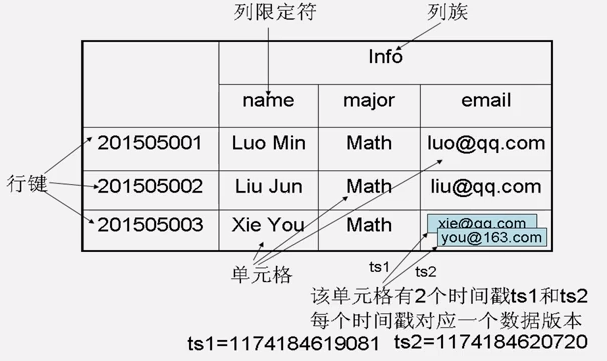 列限定符 列族
Info
name major email
201505001 Luo Min Math luo@qq.com
行键
201505002 Liu Jun Math liu@qq.com
201505003 Xie You Math xie@qq.com
you@163.com
单元格 ts1 ts2
该单元格有2个时间戳ts1和ts2
每个时间戳对应一个数据版本
ts1=1174184619081 ts2=1174184620720